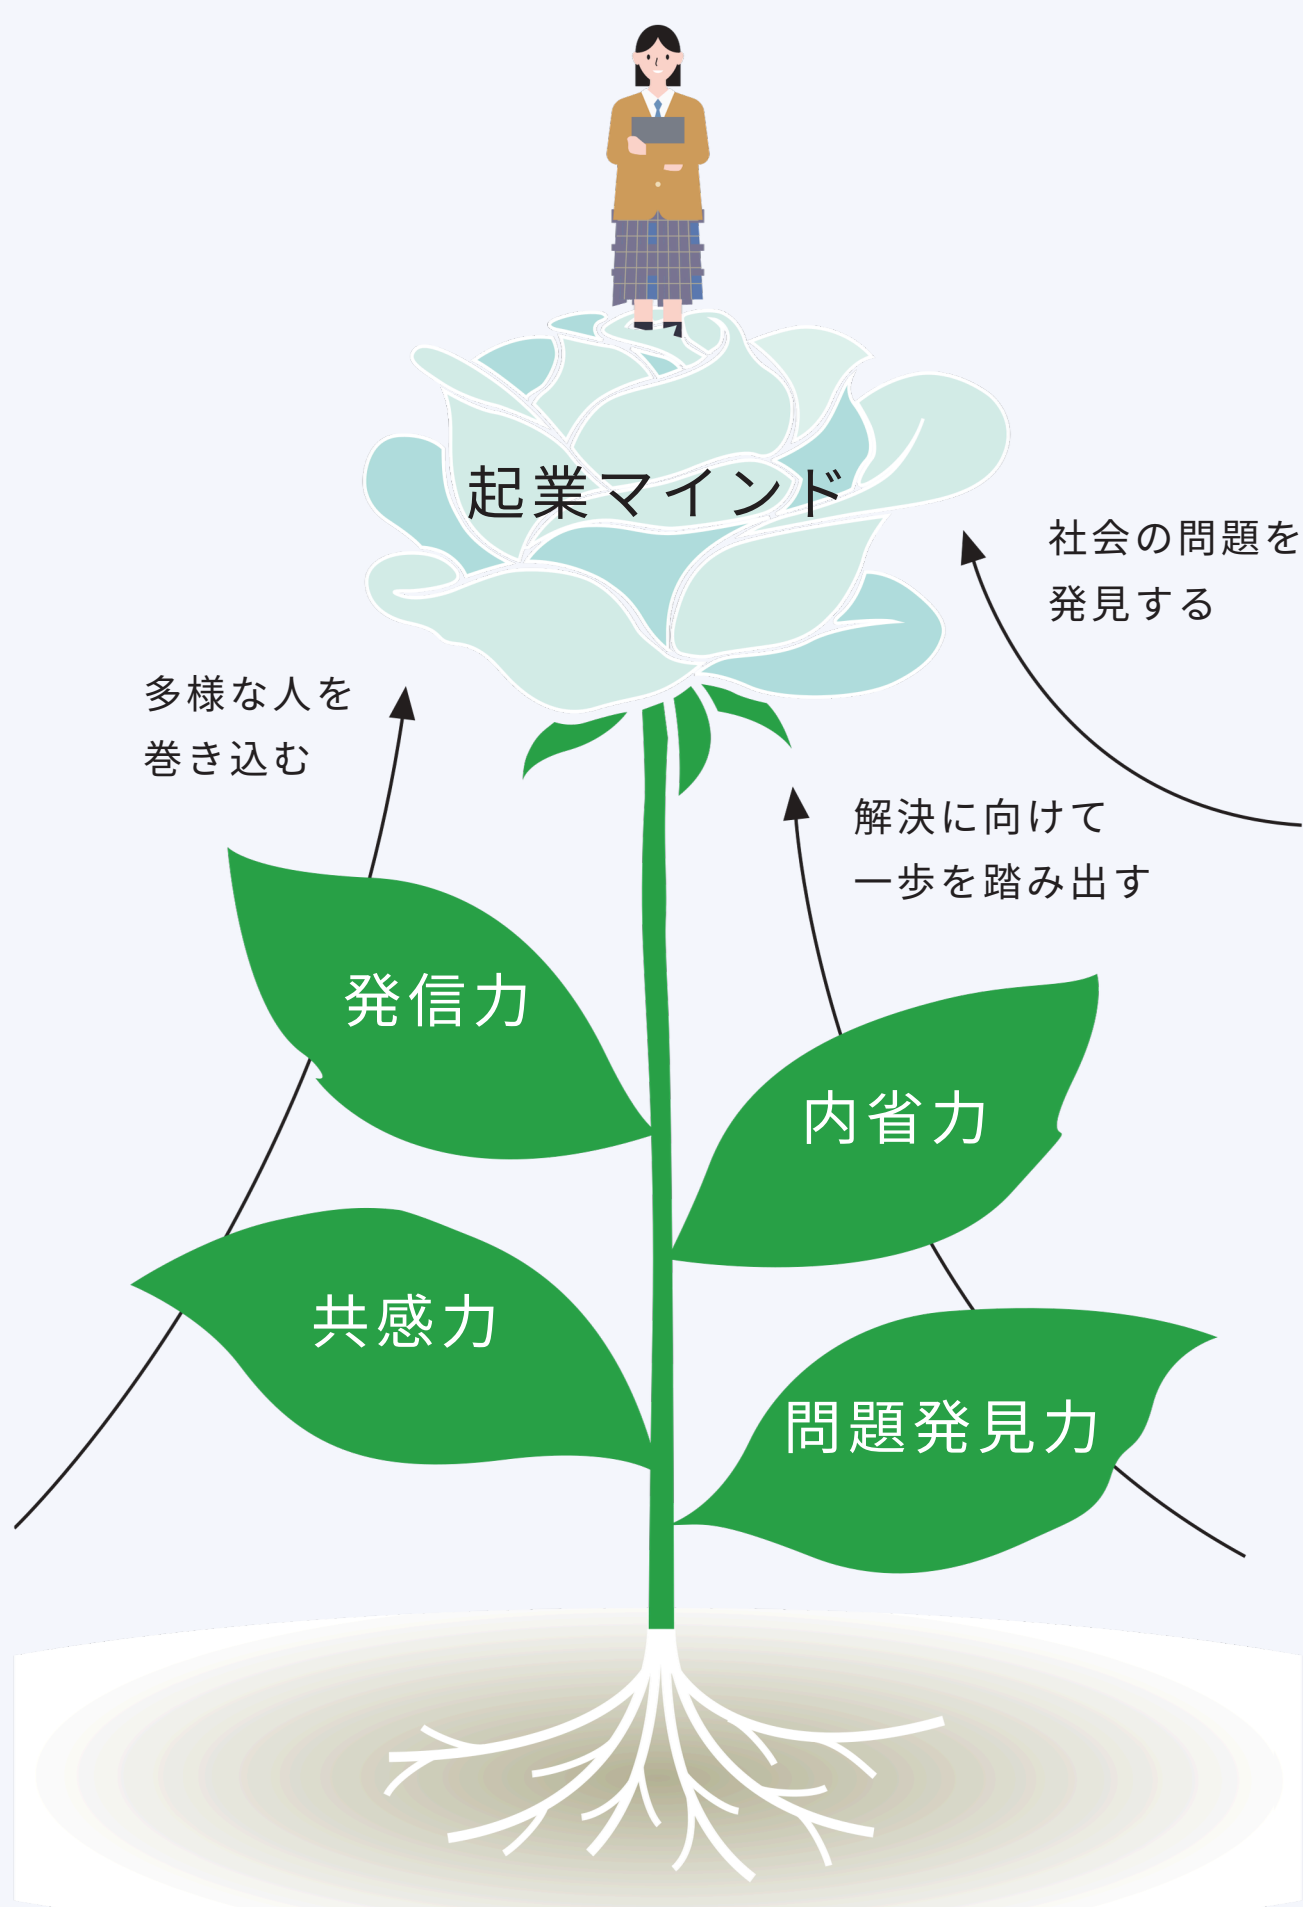 起業マインド
社会の問題を
発見する
多様な人を
巻き込む
解決に向けて
一歩を踏み出す
発信力
内省力
共感力
問題発見力